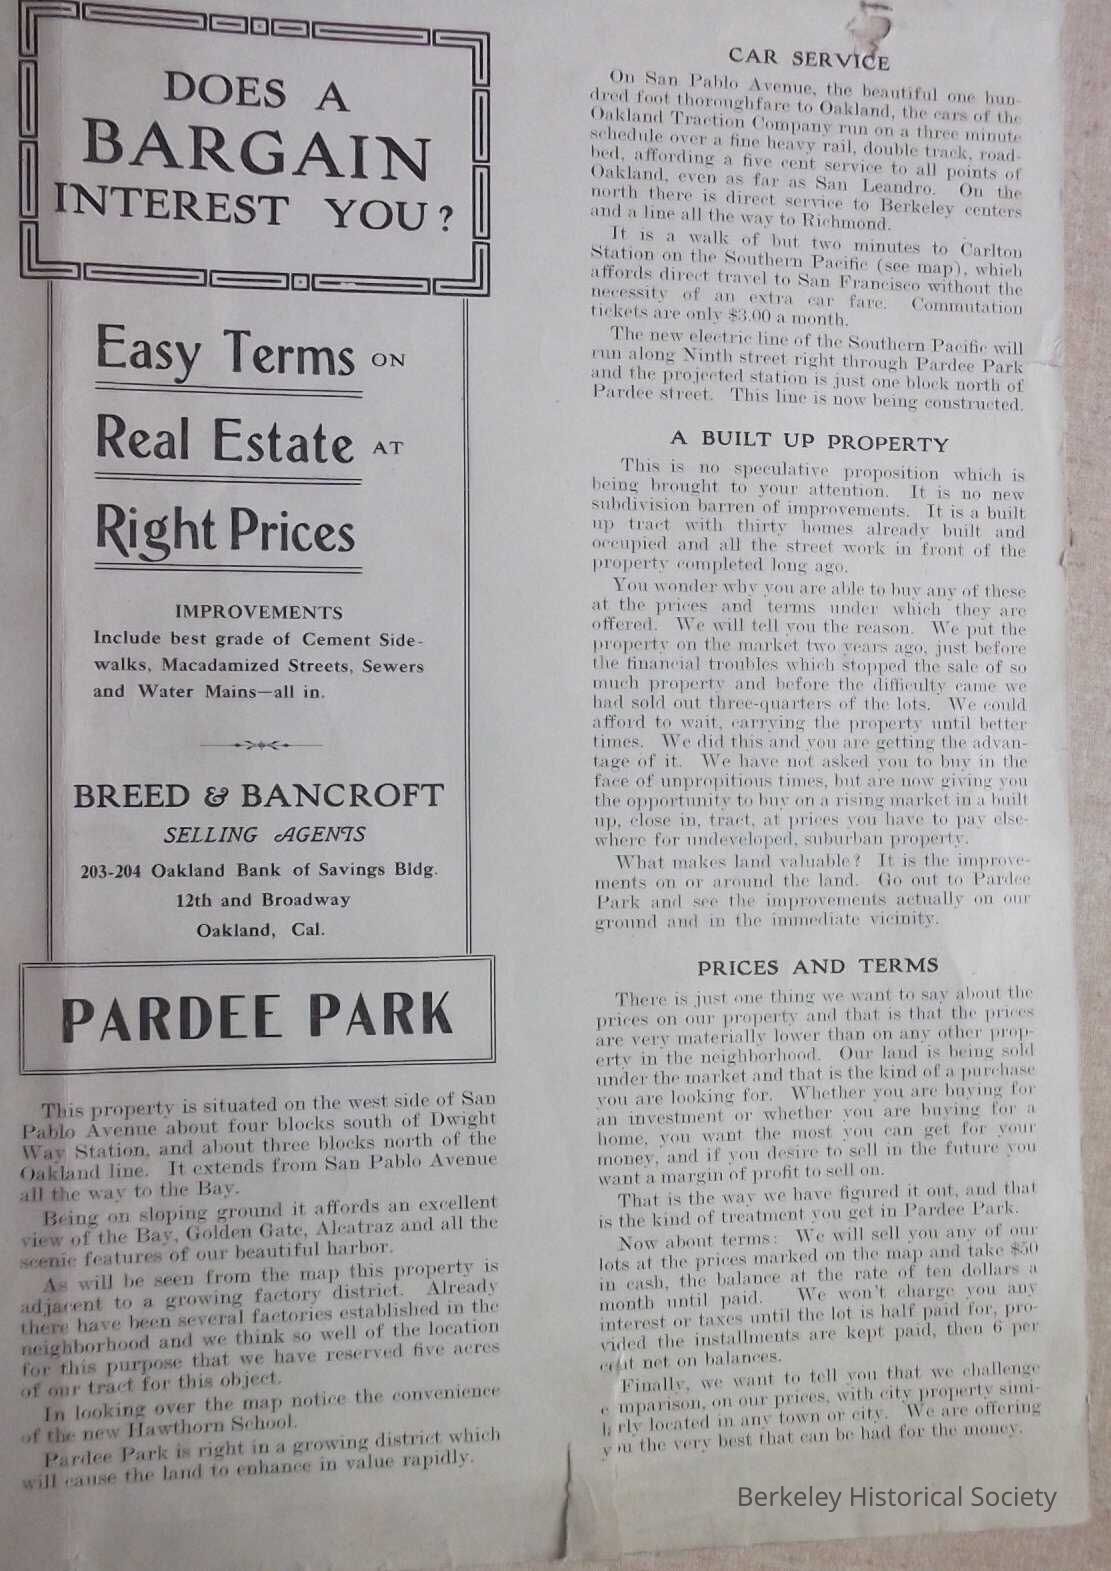 DOES A
BARGAIN
INTEREST YOU?
Easy Terms ON
Real Estate AT
Right Prices
IMPROVEMENTS
Include best grade of Cement Side-
walks, Macadamized Streets, Sewers
and Water Mains—all in.
BREED & BANCROFT
SELLING AGENTS
203-204 Oakland Bank of Savings Bldg.
12th and Broadway
Oakland, Cal.
PARDEE PARK
This property is situated on the west side of San
Pablo Avenue about four blocks south of Dwight
Way Station, and about three blocks north of the
Oakland line. It extends from San Pablo Avenue
all the way to the Bay.
Being on sloping ground it affords an excellent
view of the Bay, Golden Gate, Alcatraz and all the
scenic features of our beautiful harbor.
As will be seen from the map this property is
adjacent to a growing factory district. Already
there have been several factories established in the
neighborhood and we think so well of the location
for this purpose that we have reserved five acres
of our tract for this object.
In looking over the map notice the convenience
of the new Hawthorn School.
Pardee Park is right in a growing district which
will cause the land to enhance in value rapidly.
CAR SERVICE
On San Pablo Avenue, the beautiful one hun-
dred foot thoroughfare to Oakland, the cars of the
Oakland Traction Company run on a three minute
schedule over a fine heavy rail, double track, road-
bed, affording a five cent service to all points of
Oakland, even as far as San Leandro. On the
north there is direct service to Berkeley centers
and a line all the way to Richmond.
It is a walk of but two minutes to Carlton
Station on the Southern Pacific (see map), which
affords direct travel to San Francisco without the
necessity of an extra car fare. Commutation
tickets are only $3.00 a month.
The new electric line of the Southern Pacific will
run along Ninth street right through Pardee Park
and the projected station is just one block north of
Pardee street. This line is now being constructed.
A BUILT UP PROPERTY
This is no speculative proposition which is
being brought to your attention. It is no new
subdivision barren of improvements. It is a built
up tract with thirty homes already built and
occupied and all the street work in front of the
property completed long ago.
You wonder why you are able to buy any of these
at the prices and terms under which they are
offered. We will tell you the reason. We put the
property on the market two years ago, just before
the financial troubles which stopped the sale of so
much property and before the difficulty came we
had sold out three-quarters of the lots. We could
afford to wait, carrying the property until better
times. We did this and you are getting the advan-
tage of it. We have not asked you to buy in the
face of unpropitious times, but are now giving you
the opportunity to buy on a rising market in a built
up, close in, tract, at prices you have to pay else-
where for undeveloped, suburban property.
What makes land valuable? It is the improve-
ments on or around the land. Go out to Pardee
Park and see the improvements actually on our
ground and in the immediate vicinity.
PRICES AND TERMS
There is just one thing we want to say about the
prices on our property and that is that the prices
are very materially lower than on any other prop-
erty in the neighborhood. Our land is being sold
under the market and that is the kind of a purchase
you are looking for. Whether you are buying for
an investment or whether you are buying for a
home, you want the most you can get for your
money, and if you desire to sell in the future you
want a margin of profit to sell on.
That is the way we have figured it out, and that
is the kind of treatment you get in Pardee Park.
Now about terms: We will sell you any of our
lots at the prices marked on the map and take $50
in cash, the balance at the rate of ten dollars a
month until paid. We won't charge you any
interest or taxes until the lot is half paid for, pro-
vided the installments are kept paid, then 6 per
cent net on balances.
Finally, we want to tell you that we challenge
c mparison, on our prices, with city property simi-
la rly located in any town or city. We are offering
y u the very best that can be had for the money.
Berkeley Historical Society